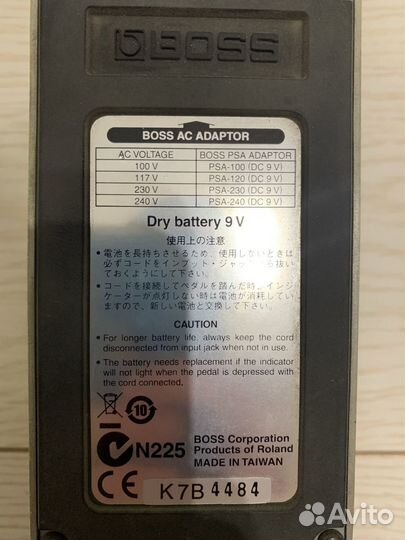 BOSS
BOSS AC ADAPTOR
AC VOLTAGE BOSS PSA ADAPTOR
100 V PSA-100 (DC 9 V)
117 V PSA-120 (DC 9 V)
230 V PSA-230 (DC 9 V)
240 V PSA-240 (DC 9 V)
Dry battery 9 V
使用上の注意
• 電池を長持ちさせるため、使用しないときは
必ずコードをインプット・ジャックから抜い
ておくようにして下さい。
• コードを接続してペダルを踏んだ時、インジ
ケーターが点灯しない時は電池が消耗してい
ますので、新しい電池と交換して下さい。
CAUTION
• For longer battery life, always keep the cord
disconnected from input jack when not in use.
• The battery needs replacement if the indicator
will not light when the pedal is depressed with
the cord connected.
10
N225 BOSS Corporation
Products of Roland
MADE IN TAIWAN
CE K7B4484
Avito